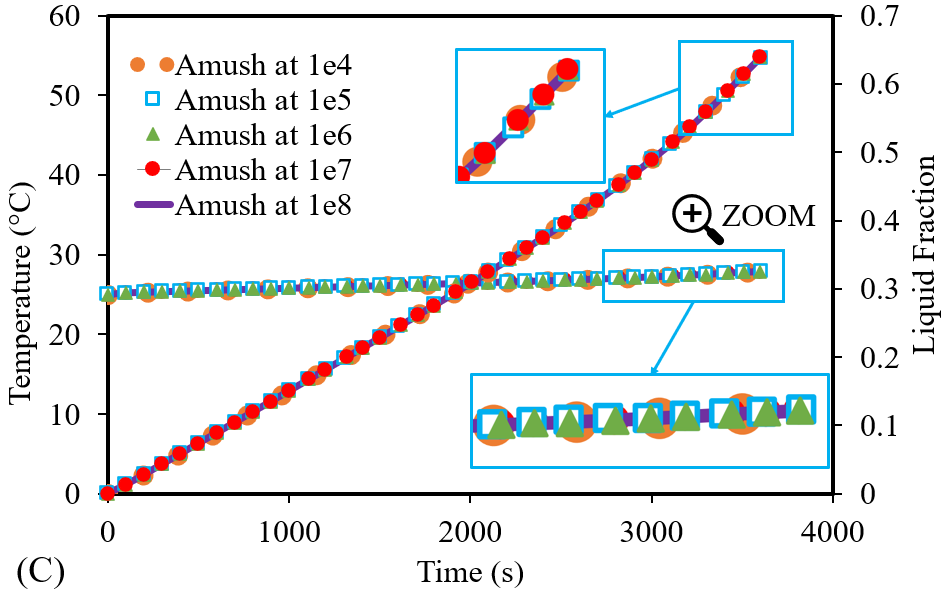 60
50
40
30
20
10
0
Temperature (°C)
Amush at 1e4
Amush at 1e5
Amush at 1e6
Amush at 1e7
Amush at 1e8
ZOOM
0.7
0.6
0.5
0.4
0.3
0.2
0.1
0
Liquid Fraction
0 1000 2000 3000 4000
Time (s)
(C)